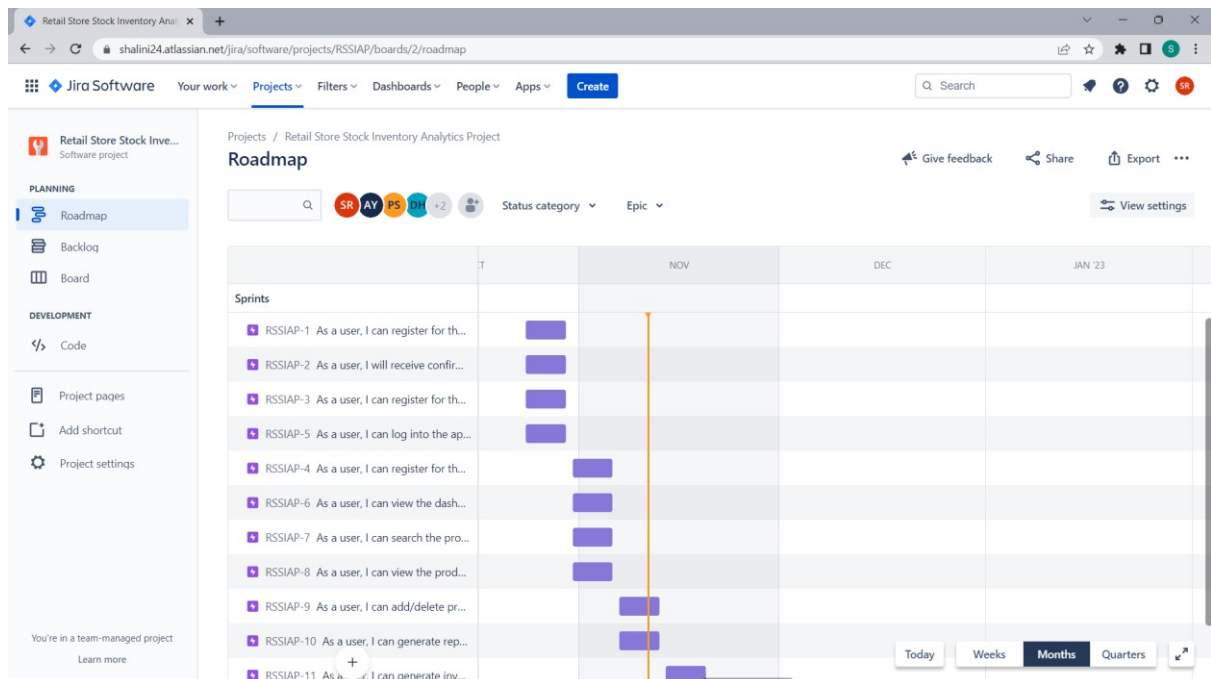 Retail Store Stock Inventory Anal
shalini24.atlassian.net/jira/software/projects/RSSIAP/boards/2/roadmap
S
Jira Software Your work Projects Filters Dashboards People Apps Create Search SR
Retail Store Stock Inve...
Software project
PLANNING
Roadmap
Backlog
Board
DEVELOPMENT
Code
Project pages
Add shortcut
Project settings
You're in a team-managed project
Learn more
Projects / Retail Store Stock Inventory Analytics Project
Roadmap
Give feedback Share Export
SR AY PS DH +2 Status category Epic View settings
NOV DEC JAN '23
Sprints
RSSIAP-1 As a user, I can register for th...
RSSIAP-2 As a user, I will receive confir...
RSSIAP-3 As a user, I can register for th...
RSSIAP-5 As a user, I can log into the ap...
RSSIAP-4 As a user, I can register for th...
RSSIAP-6 As a user, I can view the dash...
RSSIAP-7 As a user, I can search the pro...
RSSIAP-8 As a user, I can view the prod...
RSSIAP-9 As a user, I can add/delete pr...
RSSIAP-10 As a user, I can generate rep...
RSSIAP-11 As I can generate inv...
Today Weeks Months Quarters